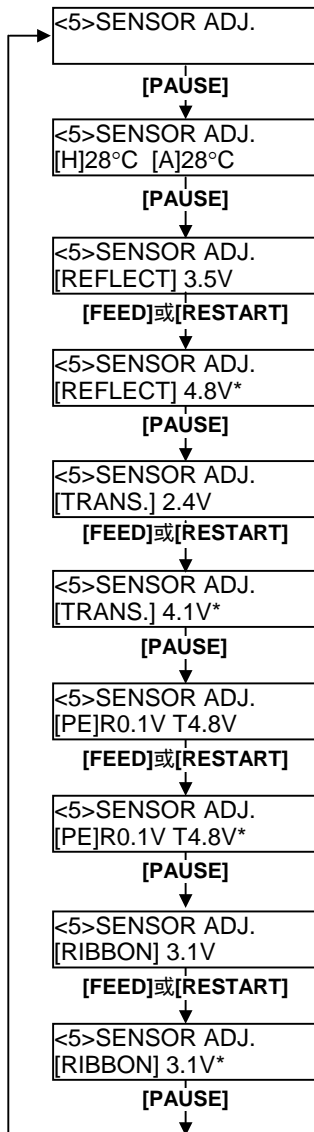 <5>SENSOR ADJ.
[PAUSE]
<5>SENSOR ADJ.
[H]28°C [A]28°C
[PAUSE]
<5>SENSOR ADJ.
[REFLECT] 3.5V
[FEED]或[RESTART]
<5>SENSOR ADJ.
[REFLECT] 4.8V*
[PAUSE]
<5>SENSOR ADJ.
[TRANS.] 2.4V
[FEED]或[RESTART]
<5>SENSOR ADJ.
[TRANS.] 4.1V*
[PAUSE]
<5>SENSOR ADJ.
[PE]R0.1V T4.8V
[FEED]或[RESTART]
<5>SENSOR ADJ.
[PE]R0.1V T4.8V*
[PAUSE]
<5>SENSOR ADJ.
[RIBBON] 3.1V
[FEED]或[RESTART]
<5>SENSOR ADJ.
[RIBBON] 3.1V*
[PAUSE]